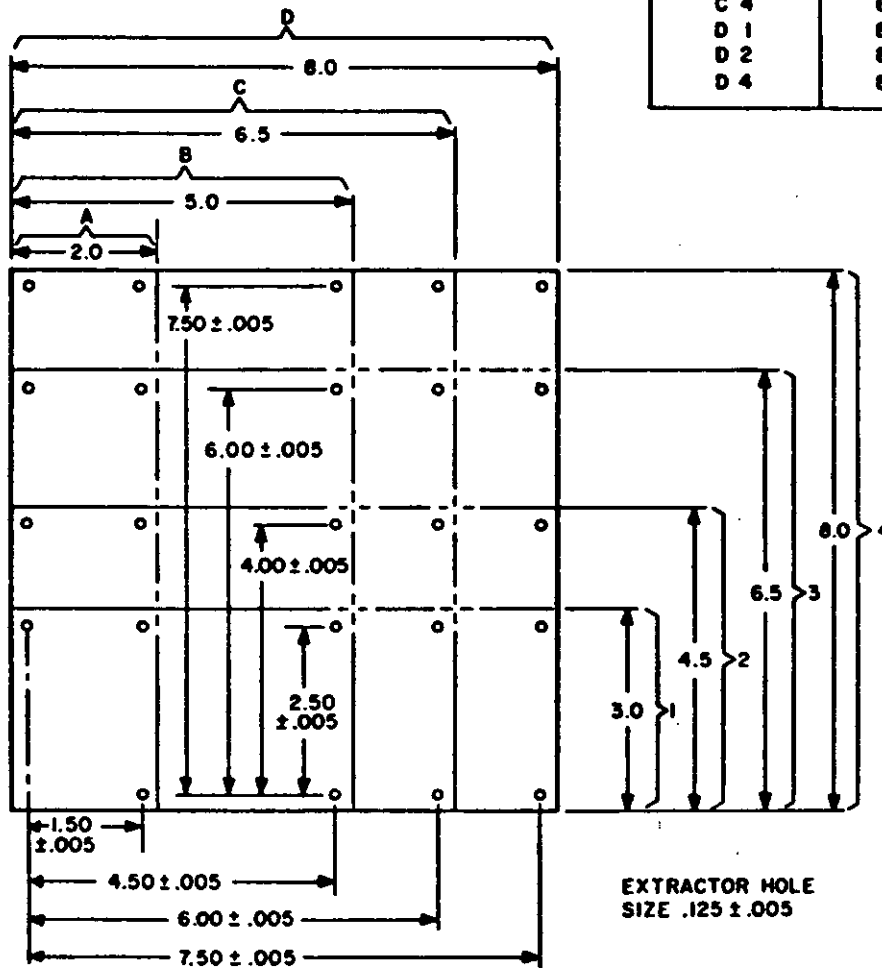 C 4
D 1
D 2
D 4
D
8.0
C
6.5
B
5.0
A
2.0
7.50 ± .005
6.00 ± .005
4.00 ± .005
2.50
± .005
8.0
4
6.5
3
4.5
2
3.0
1
1.50
± .005
4.50 ± .005
6.00 ± .005
7.50 ± .005
EXTRACTOR HOLE
SIZE .125 ± .005